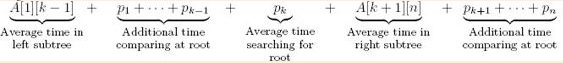 A[1][k − 1] + p1 + ··· + pk−1 + pk + A[k + 1][n] + pk+1 + ··· + pn
Average time in left subtree
Additional time comparing at root
Average time searching for root
Average time in right subtree
Additional time comparing at root